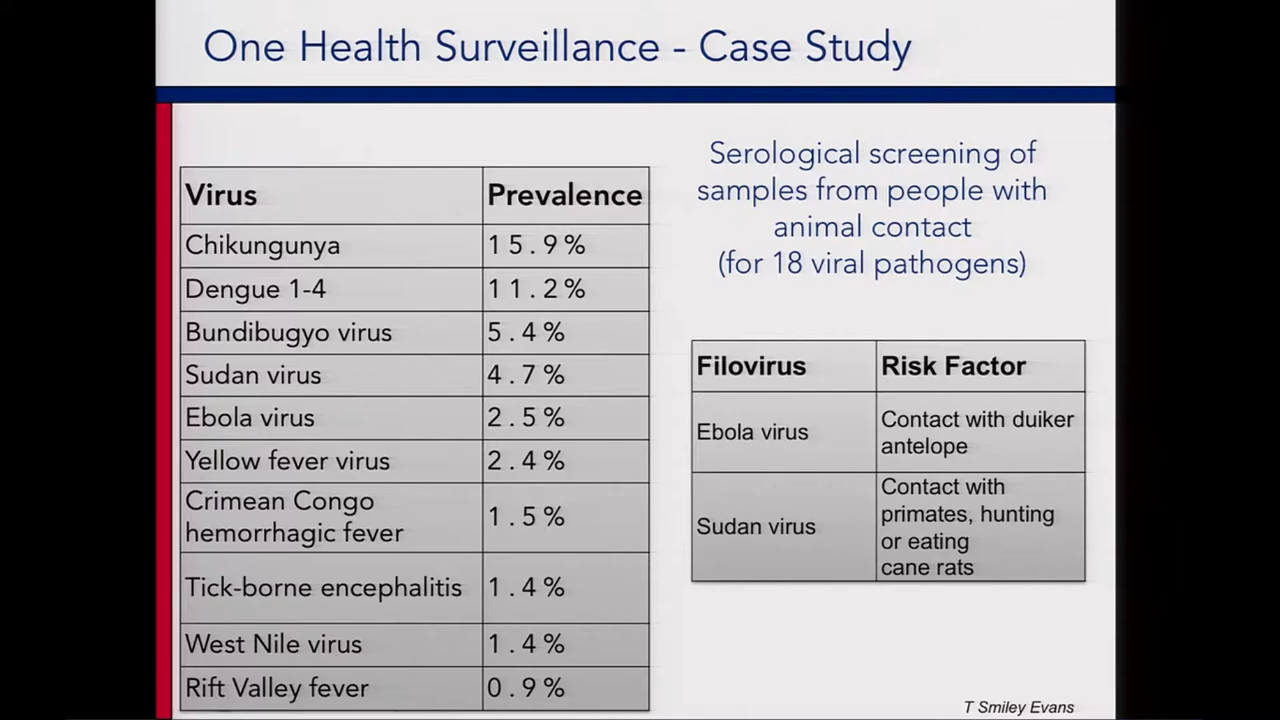 One Health Surveillance - Case Study
Virus Prevalence
Chikungunya 15.9%
Dengue 1-4 11.2%
Bundibugyo virus 5.4%
Sudan virus 4.7%
Ebola virus 2.5%
Yellow fever virus 2.4%
Crimean Congo
hemorrhagic fever 1.5%
Tick-borne encephalitis 1.4%
West Nile virus 1.4%
Rift Valley fever 0.9%
Serological screening of
samples from people with
animal contact
(for 18 viral pathogens)
Filovirus Risk Factor
Ebola virus Contact with duiker
antelope
Sudan virus Contact with
primates, hunting
or eating
cane rats
T Smiley Evans